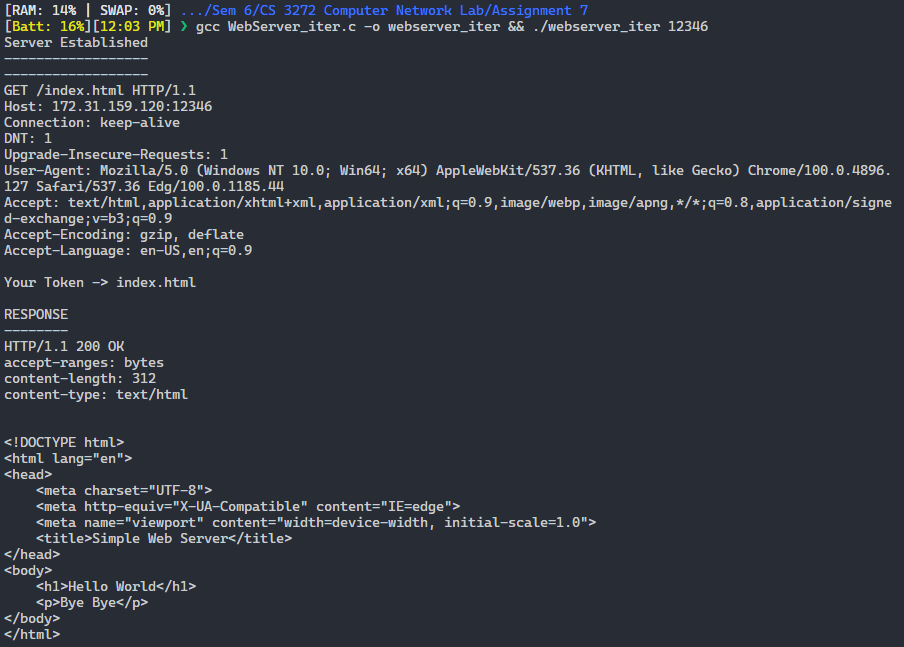 [RAM: 14% | SWAP: 0%] .../Sem 6/CS 3272 Computer Network Lab/Assignment 7
[Batt: 16%][12:03 PM] ❯ gcc WebServer_iter.c -o webserver_iter && ./webserver_iter 12346
Server Established
------------------
------------------
GET /index.html HTTP/1.1
Host: 172.31.159.120:12346
Connection: keep-alive
DNT: 1
Upgrade-Insecure-Requests: 1
User-Agent: Mozilla/5.0 (Windows NT 10.0; Win64; x64) AppleWebKit/537.36 (KHTML, like Gecko) Chrome/100.0.4896.
127 Safari/537.36 Edg/100.0.1185.44
Accept: text/html,application/xhtml+xml,application/xml;q=0.9,image/webp,image/apng,*/*;q=0.8,application/signe
d-exchange;v=b3;q=0.9
Accept-Encoding: gzip, deflate
Accept-Language: en-US,en;q=0.9

Your Token -> index.html

RESPONSE
--------
HTTP/1.1 200 OK
accept-ranges: bytes
content-length: 312
content-type: text/html


<!DOCTYPE html>
<html lang="en">
<head>
    <meta charset="UTF-8">
    <meta http-equiv="X-UA-Compatible" content="IE=edge">
    <meta name="viewport" content="width=device-width, initial-scale=1.0">
    <title>Simple Web Server</title>
</head>
<body>
    <h1>Hello World</h1>
    <p>Bye Bye</p>
</body>
</html>